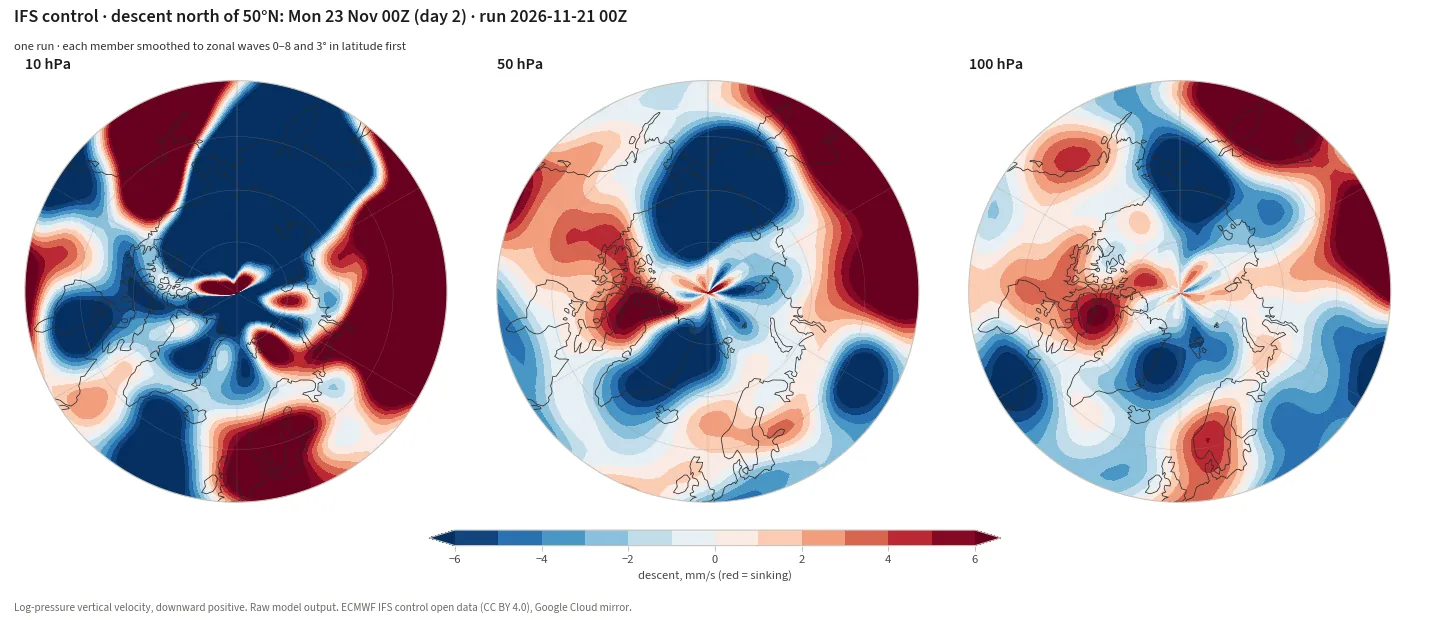 IFS control · descent north of 50°N: Mon 23 Nov 00Z (day 2) · run 2026-11-21 00Z
one run · each member smoothed to zonal waves 0–8 and 3° in latitude first
10 hPa
50 hPa
100 hPa
−6 −4 −2 0 2 4 6
descent, mm/s (red = sinking)
Log-pressure vertical velocity, downward positive. Raw model output. ECMWF IFS control open data (CC BY 4.0), Google Cloud mirror.